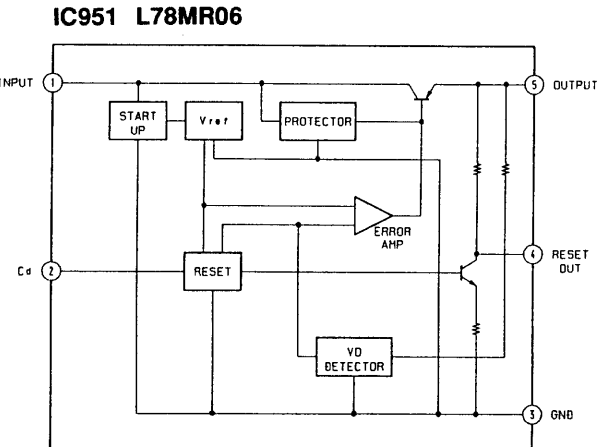 IC951 L78MR06
INPUT 1
5 OUTPUT
START
UP
Vref
PROTECTOR
ERROR
AMP
Cd 2
RESET
4 RESET
OUT
VD
DETECTOR
3 GND